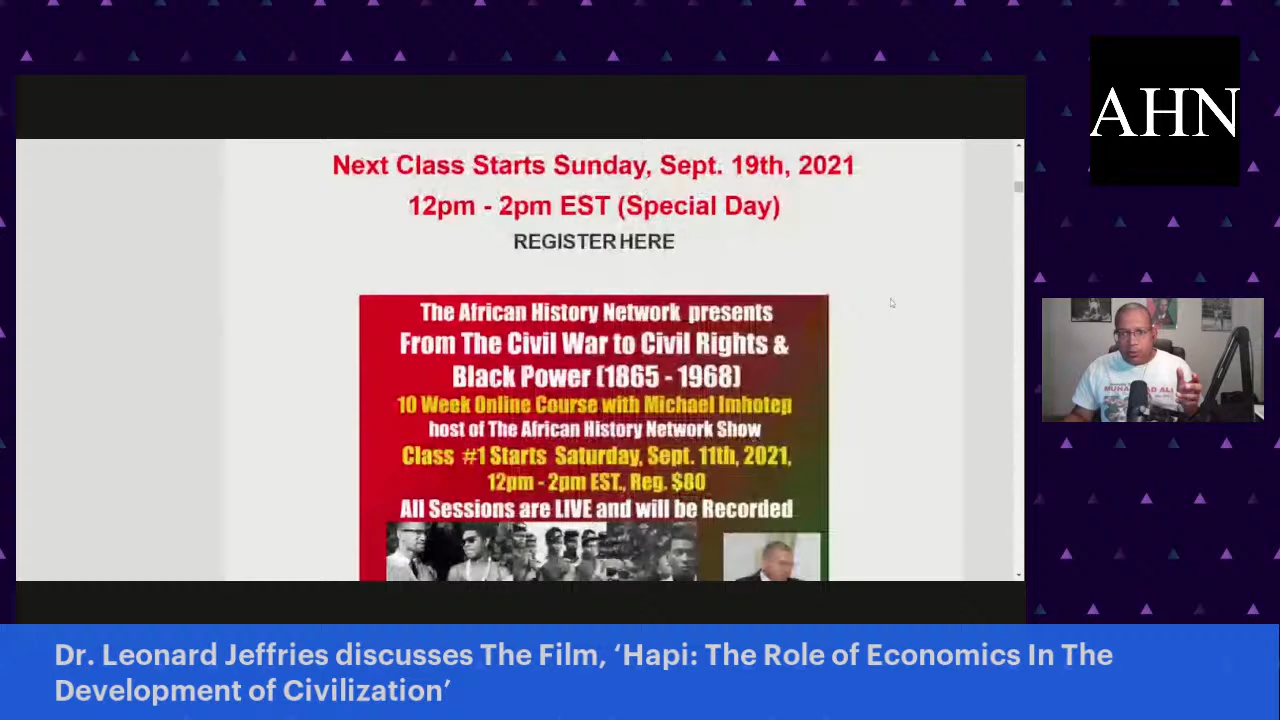 AHN
Next Class Starts Sunday, Sept. 19th, 2021
12pm - 2pm EST (Special Day)
REGISTER HERE
The African History Network presents
From The Civil War to Civil Rights &
Black Power (1865 - 1968)
10 Week Online Course with Michael Imhotep
host of The African History Network Show
Class #1 Starts Saturday, Sept. 11th, 2021,
12pm - 2pm EST., Reg. $80
All Sessions are LIVE and will be Recorded
MUHAMMAD ALI
Dr. Leonard Jeffries discusses The Film, ‘Hapi: The Role of Economics In The
Development of Civilization’